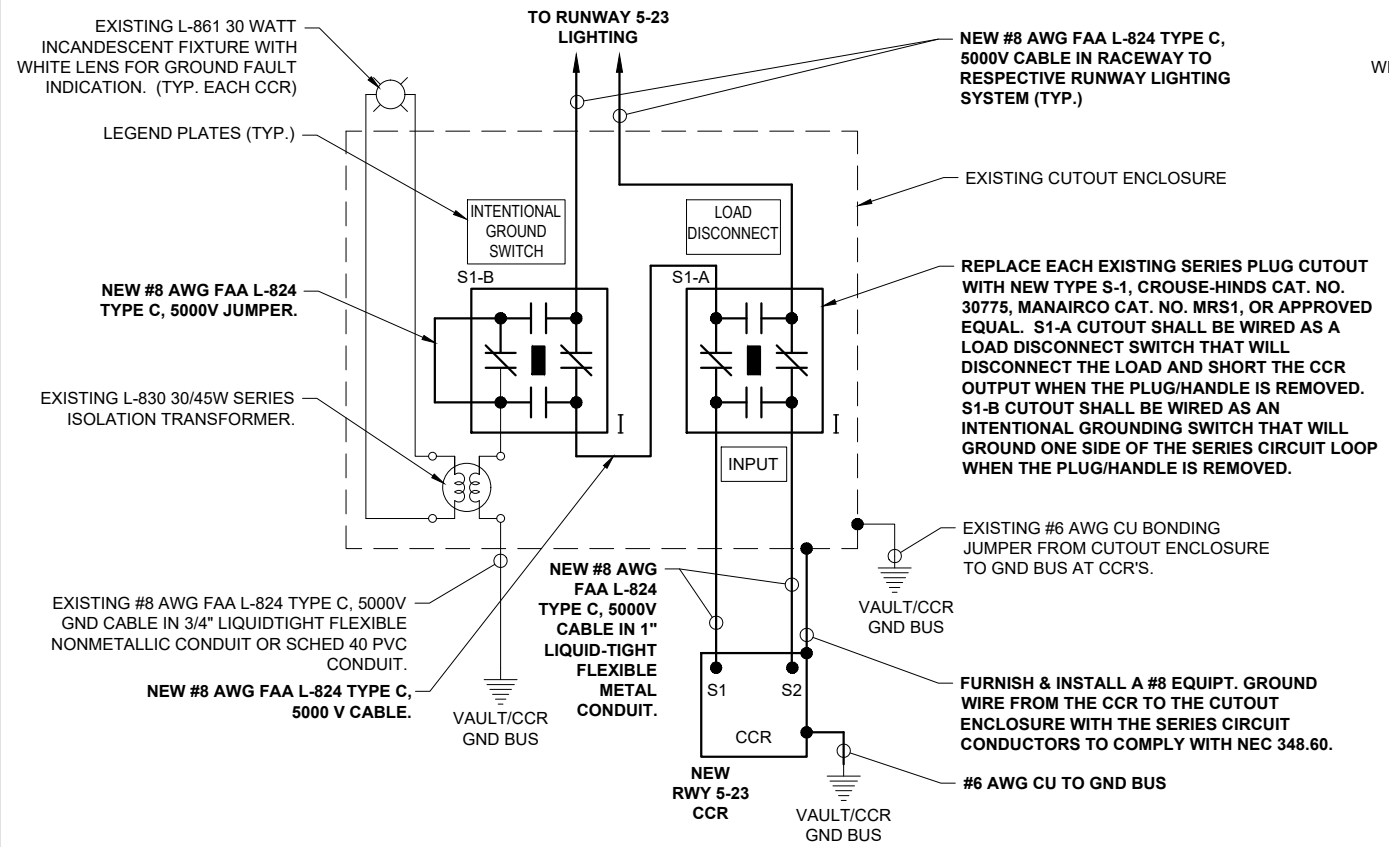 EXISTING L-861 30 WATT
INCANDESCENT FIXTURE WITH
WHITE LENS FOR GROUND FAULT
INDICATION. (TYP. EACH CCR)
LEGEND PLATES (TYP.)
TO RUNWAY 5-23
LIGHTING
NEW #8 AWG FAA L-824 TYPE C,
5000V CABLE IN RACEWAY TO
RESPECTIVE RUNWAY LIGHTING
SYSTEM (TYP.)
EXISTING CUTOUT ENCLOSURE
INTENTIONAL
GROUND
SWITCH
S1-B
LOAD
DISCONNECT
S1-A
NEW #8 AWG FAA L-824
TYPE C, 5000V JUMPER.
REPLACE EACH EXISTING SERIES PLUG CUTOUT
WITH NEW TYPE S-1, CROUSE-HINDS CAT. NO.
30775, MANAIRCO CAT. NO. MRS1, OR APPROVED
EQUAL. S1-A CUTOUT SHALL BE WIRED AS A
LOAD DISCONNECT SWITCH THAT WILL
DISCONNECT THE LOAD AND SHORT THE CCR
OUTPUT WHEN THE PLUG/HANDLE IS REMOVED.
S1-B CUTOUT SHALL BE WIRED AS AN
INTENTIONAL GROUNDING SWITCH THAT WILL
GROUND ONE SIDE OF THE SERIES CIRCUIT LOOP
WHEN THE PLUG/HANDLE IS REMOVED.
I
I
EXISTING L-830 30/45W SERIES
ISOLATION TRANSFORMER.
INPUT
EXISTING #6 AWG CU BONDING
JUMPER FROM CUTOUT ENCLOSURE
TO GND BUS AT CCR'S.
VAULT/CCR
GND BUS
EXISTING #8 AWG FAA L-824 TYPE C, 5000V
GND CABLE IN 3/4" LIQUIDTIGHT FLEXIBLE
NONMETALLIC CONDUIT OR SCHED 40 PVC
CONDUIT.
NEW #8 AWG FAA L-824 TYPE C,
5000 V CABLE.
VAULT/CCR
GND BUS
NEW #8 AWG
FAA L-824
TYPE C, 5000V
CABLE IN 1"
LIQUID-TIGHT
FLEXIBLE
METAL
CONDUIT.
S1
S2
CCR
NEW
RWY 5-23
CCR
FURNISH & INSTALL A #8 EQUIPT. GROUND
WIRE FROM THE CCR TO THE CUTOUT
ENCLOSURE WITH THE SERIES CIRCUIT
CONDUCTORS TO COMPLY WITH NEC 348.60.
#6 AWG CU TO GND BUS
VAULT/CCR
GND BUS